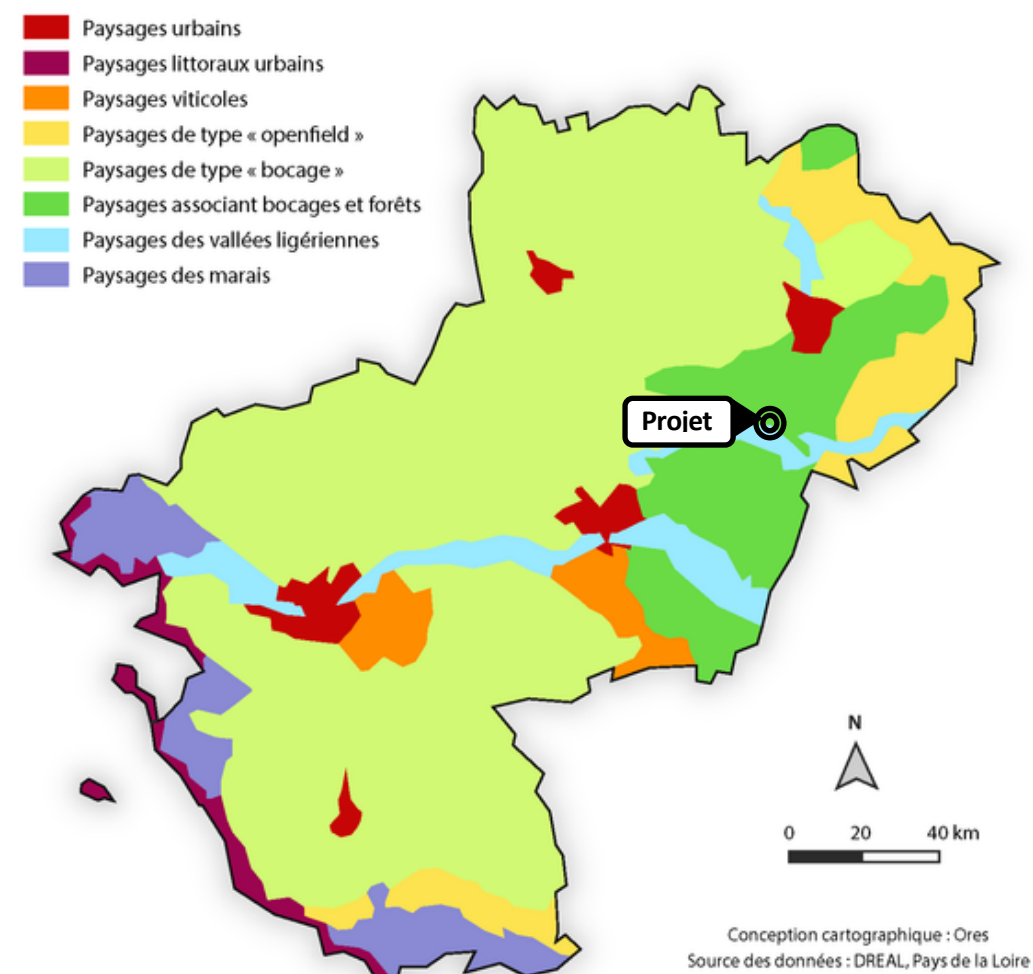 Paysages urbains
Paysages littoraux urbains
Paysages viticoles
Paysages de type « openfield »
Paysages de type « bocage »
Paysages associant bocages et forêts
Paysages des vallées ligériennes
Paysages des marais
Projet
N
0 20 40 km
Conception cartographique : Ores
Source des données : DREAL, Pays de la Loire